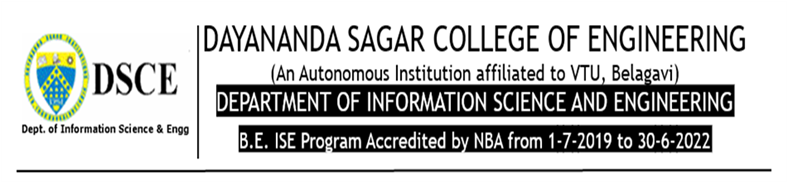 DSCE
Dept. of Information Science & Engg
DAYANANDA SAGAR COLLEGE OF ENGINEERING
(An Autonomous Institution affiliated to VTU, Belagavi)
DEPARTMENT OF INFORMATION SCIENCE AND ENGINEERING
B.E. ISE Program Accredited by NBA from 1-7-2019 to 30-6-2022